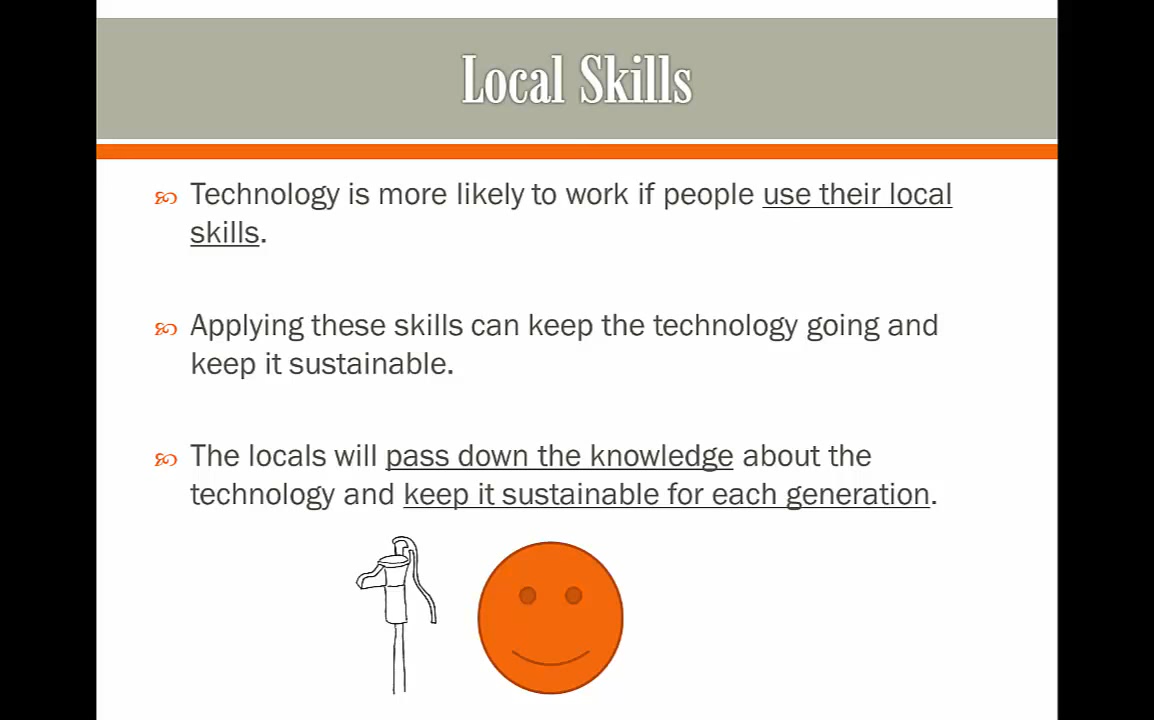 Local Skills
Technology is more likely to work if people use their local
skills.
Applying these skills can keep the technology going and
keep it sustainable.
The locals will pass down the knowledge about the
technology and keep it sustainable for each generation.